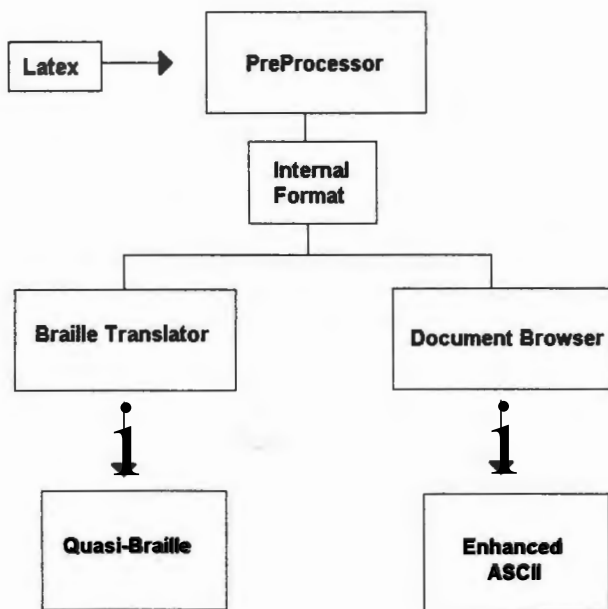 Latex
PreProcessor
Internal
Format
Braille Translator
Document Browser
i
i
Quasi-Braille
Enhanced
ASCII